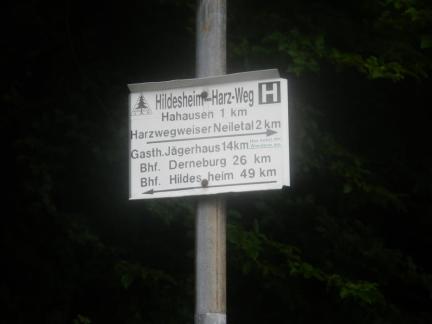 Hildesheim-Harz-Weg H
Hahausen 1 km
Harzwegweiser Neiletal 2 km
Gasth. Jägerhaus 14 km
Bhf. Derneburg 26 km
Bhf. Hildesheim 49 km